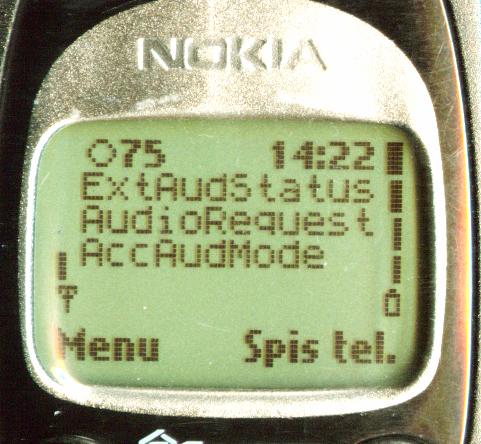 NOKIA
O75 14:22
ExtAudStatus
AudioRequest
AccAudMode
Menu Spis tel.